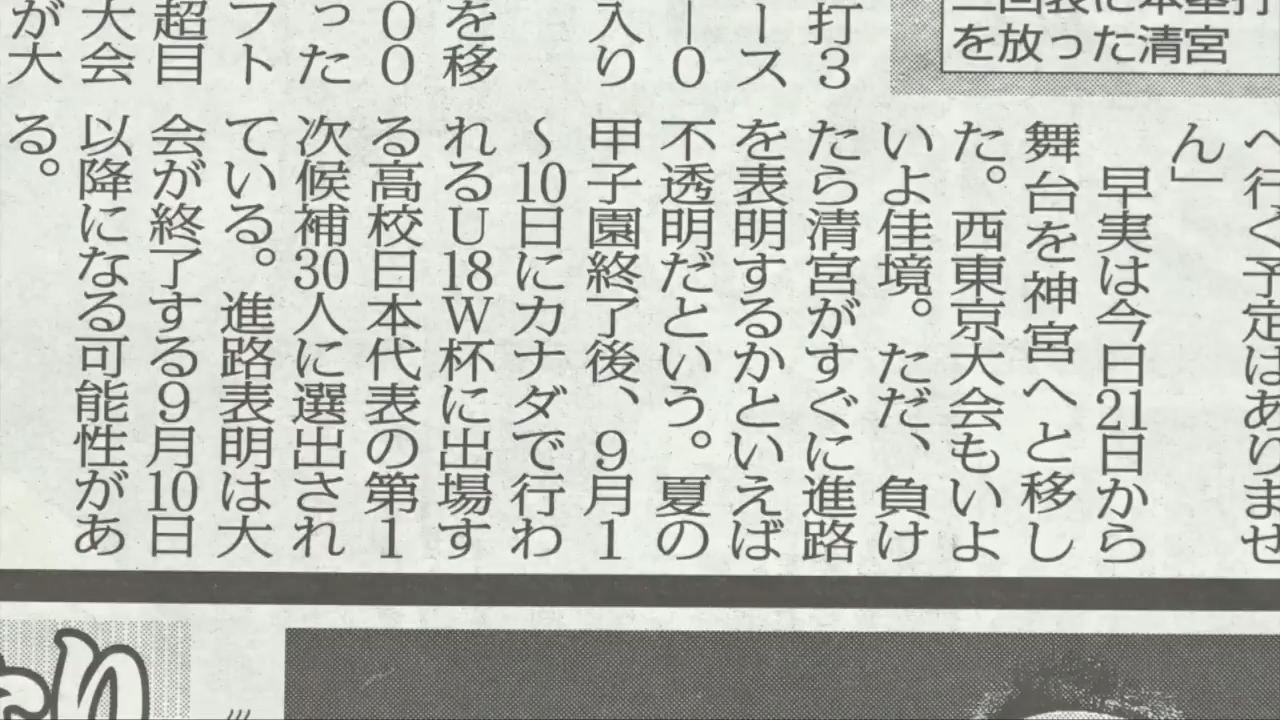 を放った清宮
打3
ース
ー0
入り
を移
00
った
フト
超目
大会
が大
へ行く予定はありませ
ん」
早実は今日21日から
舞台を神宮へと移し
た。西東京大会もいよ
いよ佳境。ただ、負け
たら清宮がすぐに進路
を表明するかといえば
不透明だという。夏の
甲子園終了後、9月1
〜10日にカナダで行わ
れるU18W杯に出場す
る高校日本代表の第1
次候補30人に選出され
ている。進路表明は大
会が終了する9月10日
以降になる可能性があ
る。